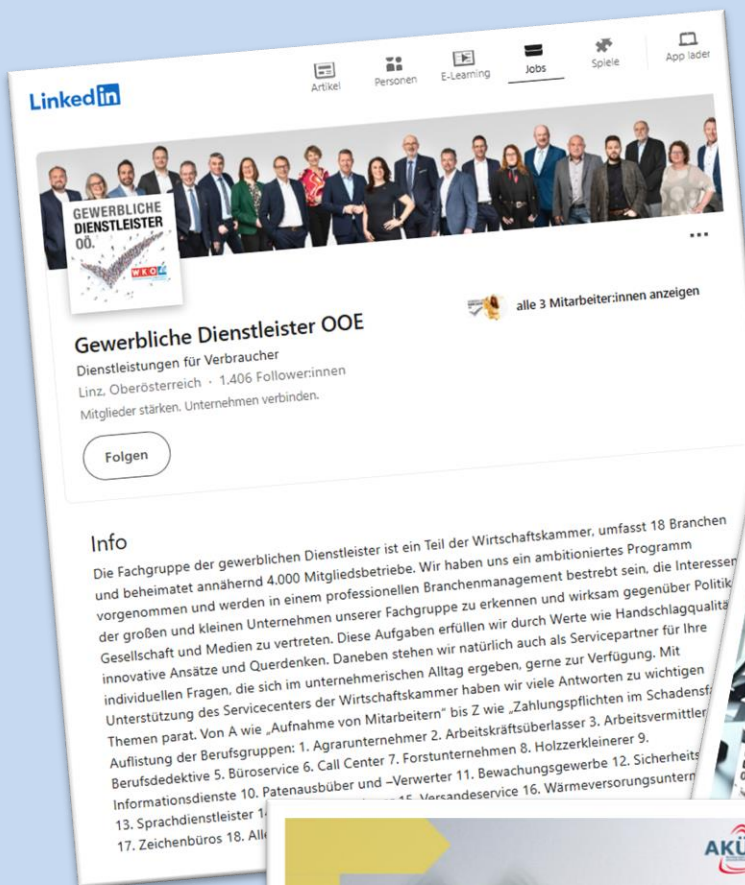 Linkedin
Artikel
Personen
E-Learning
Jobs
Spiele
App lader
GEWERBLICHE
DIENSTLEISTER
OÖ.
WKO
Gewerbliche Dienstleister OOE
alle 3 Mitarbeiter:innen anzeigen
Dienstleistungen für Verbraucher
Linz, Oberösterreich · 1.406 Follower:innen
Mitglieder stärken. Unternehmen verbinden.
Folgen
Info
Die Fachgruppe der gewerblichen Dienstleister ist ein Teil der Wirtschaftskammer, umfasst 18 Branchen
und beheimatet annähernd 4.000 Mitgliedsbetriebe. Wir haben uns ein ambitioniertes Programm
vorgenommen und werden in einem professionellen Branchenmanagement bestrebt sein, die Interessen
der großen und kleinen Unternehmen unserer Fachgruppe zu erkennen und wirksam gegenüber Politik
Gesellschaft und Medien zu vertreten. Diese Aufgaben erfüllen wir durch Werte wie Handschlagqualitä
innovative Ansätze und Querdenken. Daneben stehen wir natürlich auch als Servicepartner für Ihre
individuellen Fragen, die sich im unternehmerischen Alltag ergeben, gerne zur Verfügung. Mit
Unterstützung des Servicecenters der Wirtschaftskammer haben wir viele Antworten zu wichtigen
Themen parat. Von A wie „Aufnahme von Mitarbeitern" bis Z wie „Zahlungspflichten im Schadensf
Auflistung der Berufsgruppen: 1. Agrarunternehmer 2. Arbeitskräftsüberlasser 3. Arbeitsvermittler
Berufsdedektive 5. Büroservice 6. Call Center 7. Forstunternehmen 8. Holzzerkleinerer 9.
Informationsdienste 10. Patenausbüber und –Verwerter 11. Bewachungsgewerbe 12. Sicherheits
13. Sprachdienstleister 15. Versandeservice 16. Wärmeversorungsuntern
17. Zeichenbüros 18. Alle
AKÜ